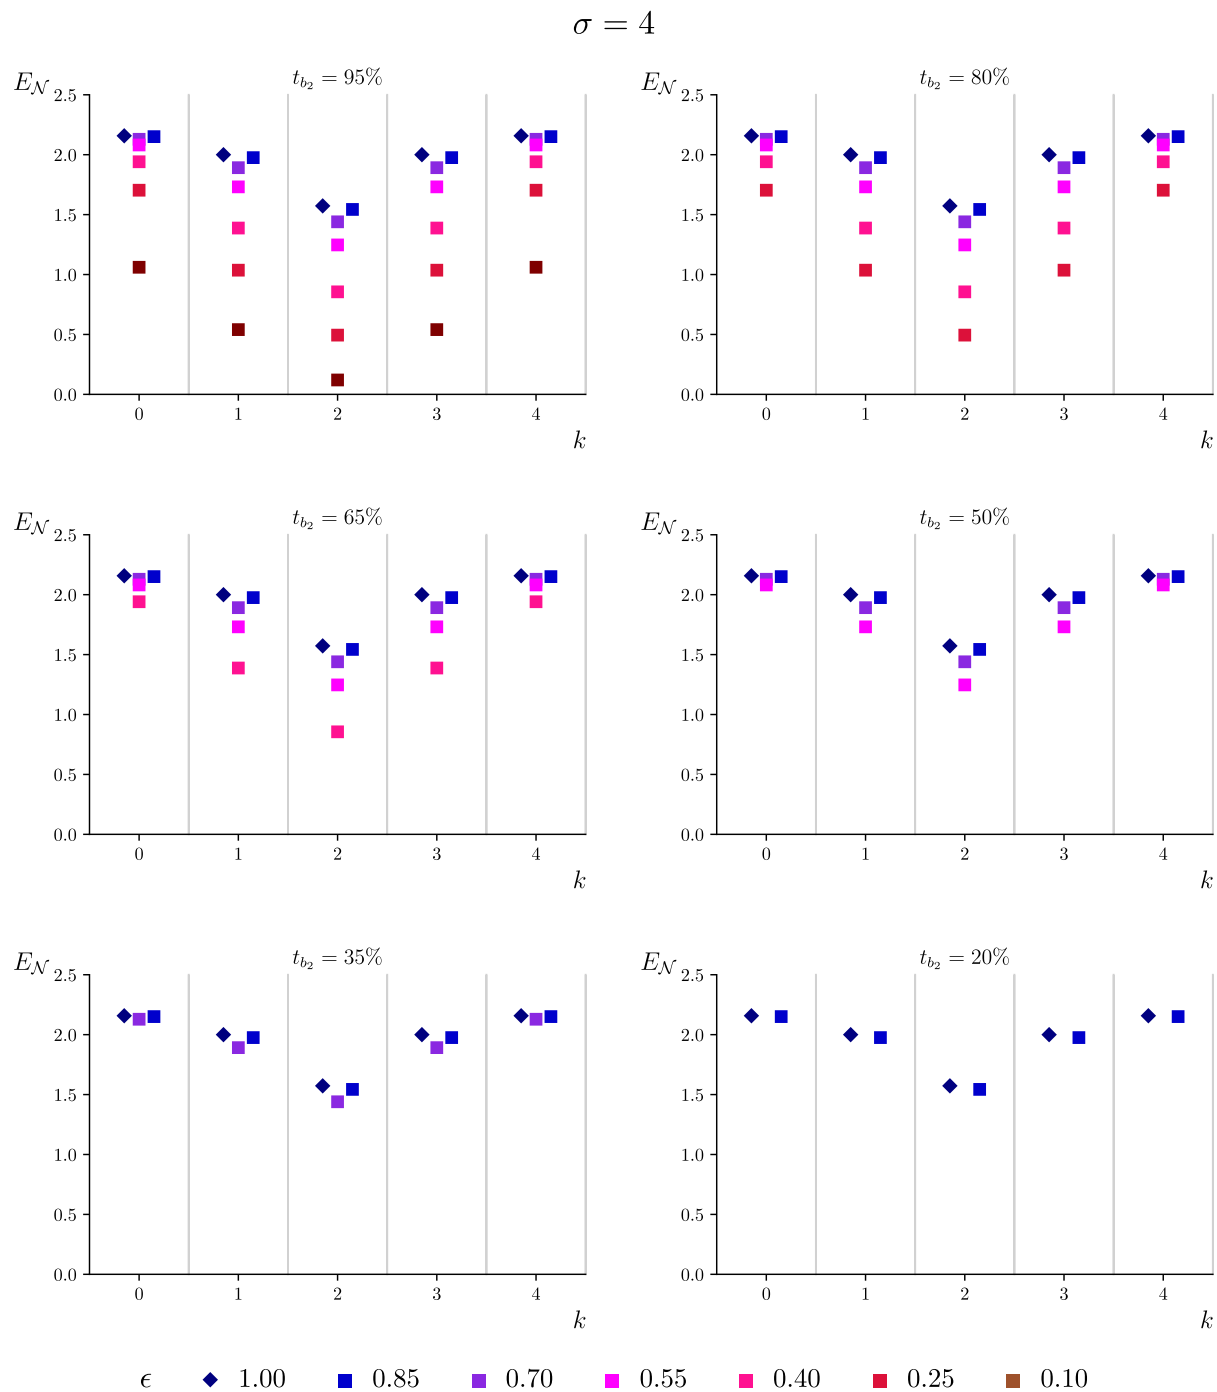 σ = 4
E𝒩
t_{b_2} = 95%
2.5
2.0
1.5
1.0
0.5
0.0
0 1 2 3 4
k
E𝒩
t_{b_2} = 80%
2.5
2.0
1.5
1.0
0.5
0.0
0 1 2 3 4
k
E𝒩
t_{b_2} = 65%
2.5
2.0
1.5
1.0
0.5
0.0
0 1 2 3 4
k
E𝒩
t_{b_2} = 50%
2.5
2.0
1.5
1.0
0.5
0.0
0 1 2 3 4
k
E𝒩
t_{b_2} = 35%
2.5
2.0
1.5
1.0
0.5
0.0
0 1 2 3 4
k
E𝒩
t_{b_2} = 20%
2.5
2.0
1.5
1.0
0.5
0.0
0 1 2 3 4
k
ϵ 1.00 0.85 0.70 0.55 0.40 0.25 0.10